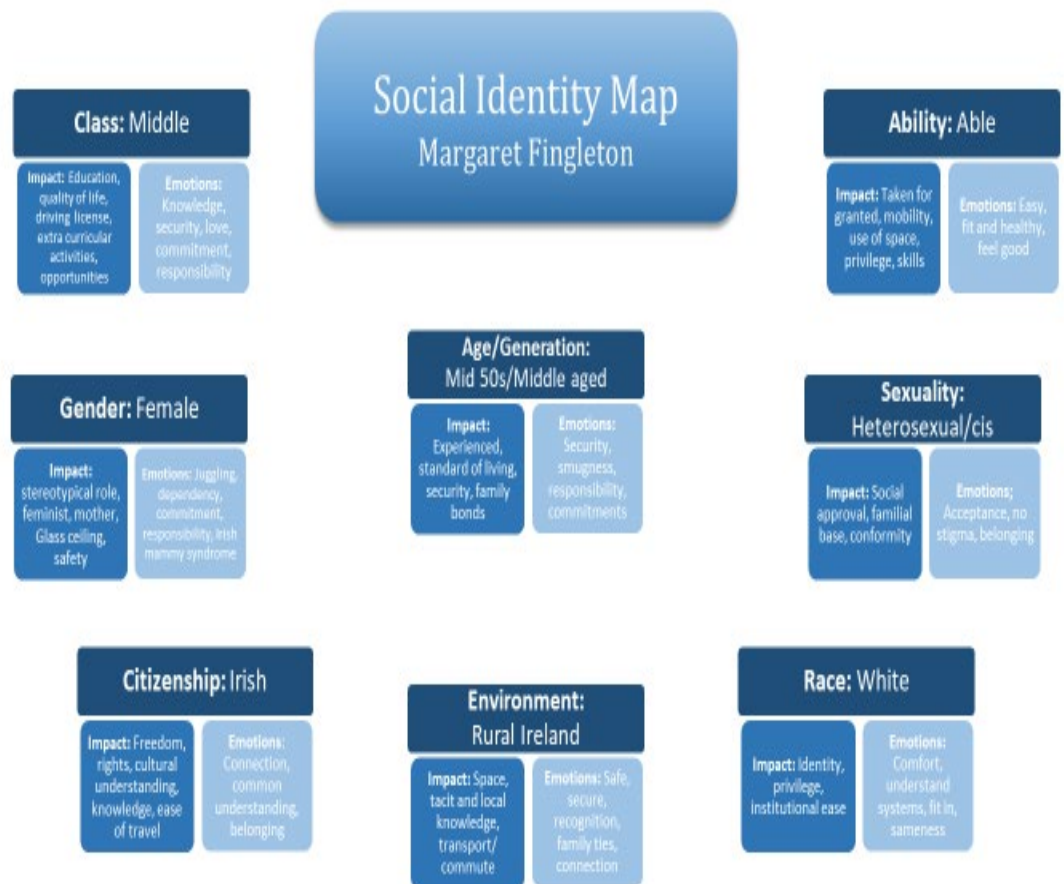 Social Identity Map
Margaret Fingleton
Class: Middle
Impact: Education,
quality of life,
driving license,
extra curricular
activities,
opportunities
Emotions:
Knowledge,
security, love,
commitment,
responsibility
Ability: Able
Impact: Taken for
granted, mobility,
use of space,
privilege, skills
Emotions: Easy,
fit and healthy,
feel good
Age/Generation:
Mid 50s/Middle aged
Impact:
Experienced,
standard of living,
security, family
bonds
Emotions:
Security,
smugness,
responsibility,
commitments
Gender: Female
Impact:
stereotypical role,
feminist, mother,
Glass ceiling,
safety
Emotions: Juggling,
dependency,
commitment,
responsibility, Irish
mammy syndrome
Sexuality:
Heterosexual/cis
Impact: Social
approval, familial
base, conformity
Emotions;
Acceptance, no
stigma, belonging
Citizenship: Irish
Impact: Freedom,
rights, cultural
understanding,
knowledge, ease
of travel
Emotions:
Connection,
common
understanding,
belonging
Environment:
Rural Ireland
Impact: Space,
tacit and local
knowledge,
transport/
commute
Emotions: Safe,
secure,
recognition,
family ties,
connection
Race: White
Impact: Identity,
privilege,
institutional ease
Emotions:
Comfort,
understand
systems, fit in,
sameness